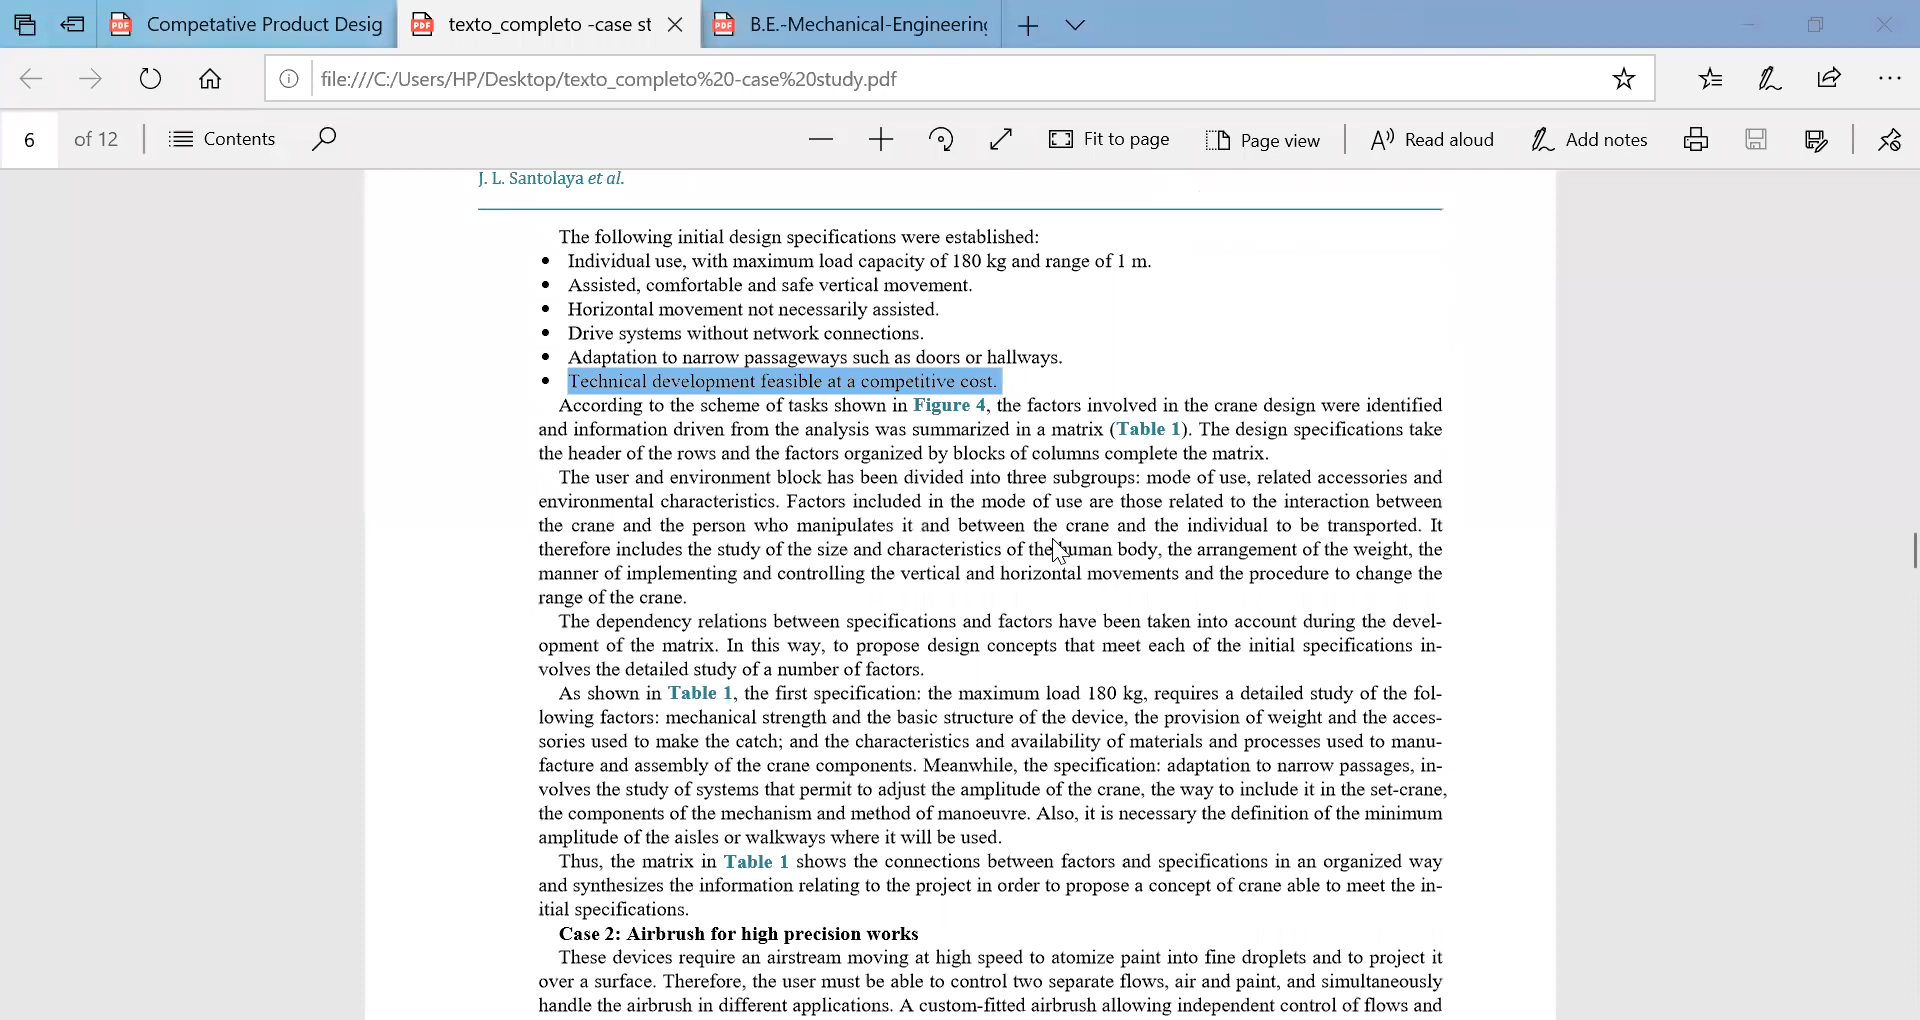 Competative Product Desig
texto_completo -case st
B.E.-Mechanical-Engineering
file:///C:/Users/HP/Desktop/texto_completo%20-case%20study.pdf
6 of 12 Contents Fit to page Page view Read aloud Add notes
J. L. Santolaya et al.
The following initial design specifications were established:
• Individual use, with maximum load capacity of 180 kg and range of 1 m.
• Assisted, comfortable and safe vertical movement.
• Horizontal movement not necessarily assisted.
• Drive systems without network connections.
• Adaptation to narrow passageways such as doors or hallways.
• Technical development feasible at a competitive cost.
According to the scheme of tasks shown in Figure 4, the factors involved in the crane design were identified
and information driven from the analysis was summarized in a matrix (Table 1). The design specifications take
the header of the rows and the factors organized by blocks of columns complete the matrix.
The user and environment block has been divided into three subgroups: mode of use, related accessories and
environmental characteristics. Factors included in the mode of use are those related to the interaction between
the crane and the person who manipulates it and between the crane and the individual to be transported. It
therefore includes the study of the size and characteristics of the human body, the arrangement of the weight, the
manner of implementing and controlling the vertical and horizontal movements and the procedure to change the
range of the crane.
The dependency relations between specifications and factors have been taken into account during the devel-
opment of the matrix. In this way, to propose design concepts that meet each of the initial specifications in-
volves the detailed study of a number of factors.
As shown in Table 1, the first specification: the maximum load 180 kg, requires a detailed study of the fol-
lowing factors: mechanical strength and the basic structure of the device, the provision of weight and the acces-
sories used to make the catch; and the characteristics and availability of materials and processes used to manu-
facture and assembly of the crane components. Meanwhile, the specification: adaptation to narrow passages, in-
volves the study of systems that permit to adjust the amplitude of the crane, the way to include it in the set-crane,
the components of the mechanism and method of manoeuvre. Also, it is necessary the definition of the minimum
amplitude of the aisles or walkways where it will be used.
Thus, the matrix in Table 1 shows the connections between factors and specifications in an organized way
and synthesizes the information relating to the project in order to propose a concept of crane able to meet the in-
itial specifications.
Case 2: Airbrush for high precision works
These devices require an airstream moving at high speed to atomize paint into fine droplets and to project it
over a surface. Therefore, the user must be able to control two separate flows, air and paint, and simultaneously
handle the airbrush in different applications. A custom-fitted airbrush allowing independent control of flows and